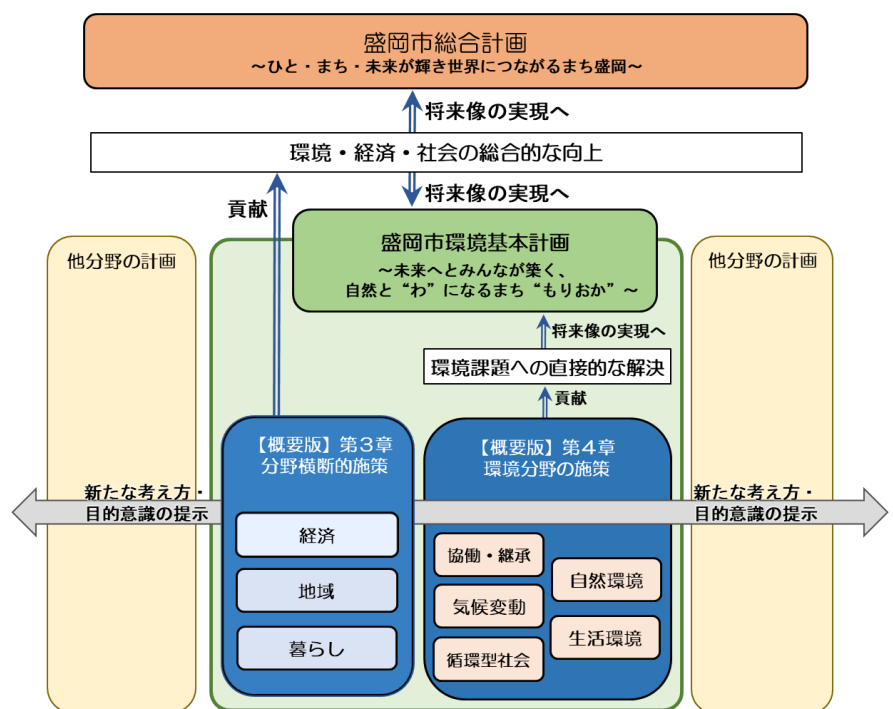 盛岡市総合計画
～ひと・まち・未来が輝き世界につながるまち盛岡～
将来像の実現へ
環境・経済・社会の総合的な向上
将来像の実現へ
貢献
盛岡市環境基本計画
～未来へとみんなが築く、
自然と“わ”になるまち“もりおか”～
他分野の計画
他分野の計画
将来像の実現へ
環境課題への直接的な解決
貢献
【概要版】第3章
分野横断的施策
【概要版】第4章
環境分野の施策
新たな考え方・
目的意識の提示
新たな考え方・
目的意識の提示
経済
地域
暮らし
協働・継承
気候変動
循環型社会
自然環境
生活環境